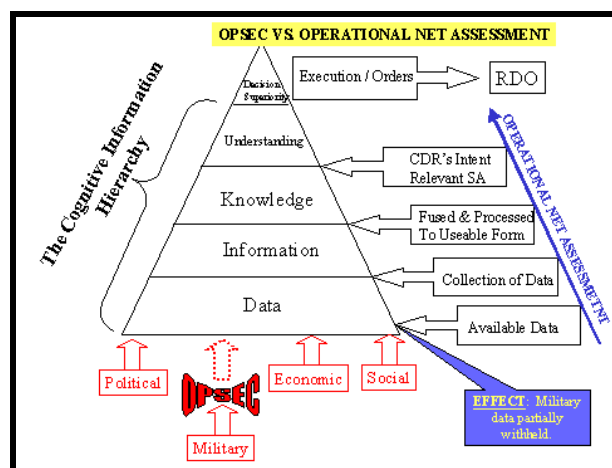 OPSEC VS. OPERATIONAL NET ASSESSMENT
Decision
Superiority
Execution / Orders
RDO
The Cognitive Information
Hierarchy
Understanding
CDR's Intent
Relevant SA
Knowledge
Fused & Processed
To Useable Form
Information
Collection of Data
Data
Available Data
OPERATIONAL NET ASSESSMETNT
Political
OPSEC
Military
Economic
Social
EFFECT: Military
data partially
withheld.